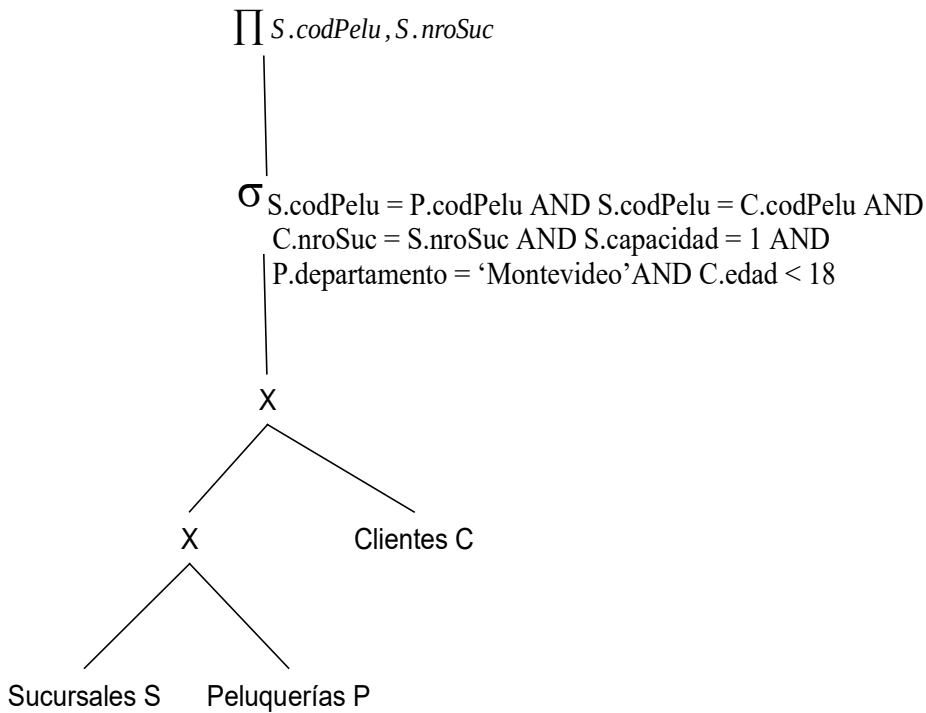 ∏ S.codPelu, S.nroSuc
σ S.codPelu = P.codPelu AND S.codPelu = C.codPelu AND
C.nroSuc = S.nroSuc AND S.capacidad = 1 AND
P.departamento = ‘Montevideo’AND C.edad < 18
X
X
Clientes C
Sucursales S
Peluquerías P